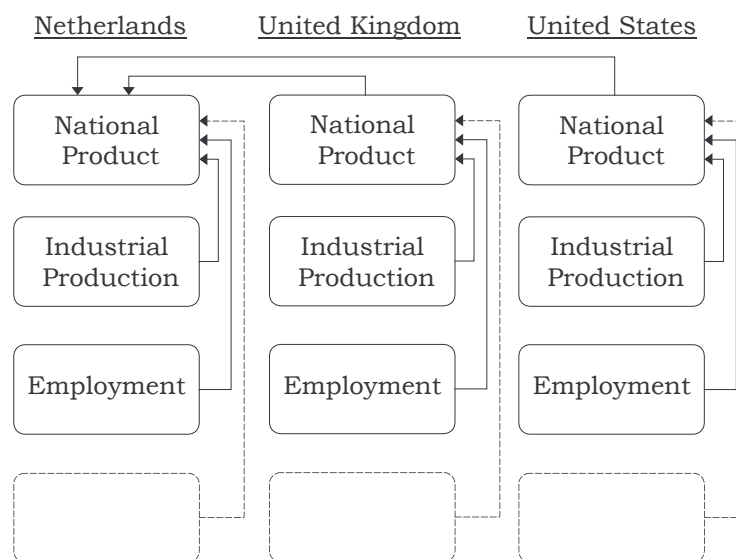 Netherlands
United Kingdom
United States
National
Product
National
Product
National
Product
Industrial
Production
Industrial
Production
Industrial
Production
Employment
Employment
Employment